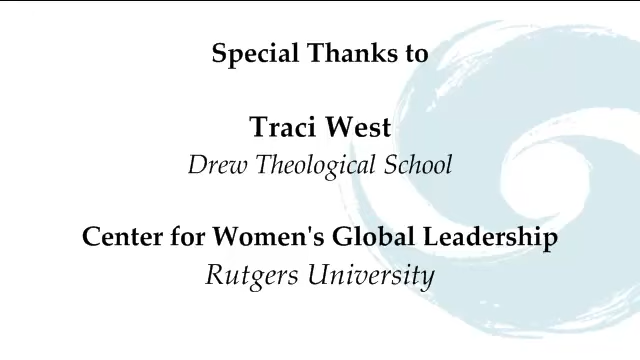 Special Thanks to
Traci West
Drew Theological School
Center for Women's Global Leadership
Rutgers University